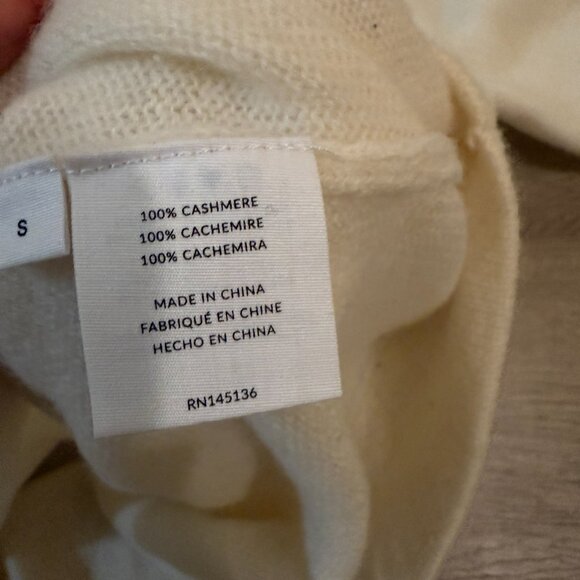 S
100% CASHMERE
100% CACHEMIRE
100% CACHEMIRA
MADE IN CHINA
FABRIQUÉ EN CHINE
HECHO EN CHINA
RN145136